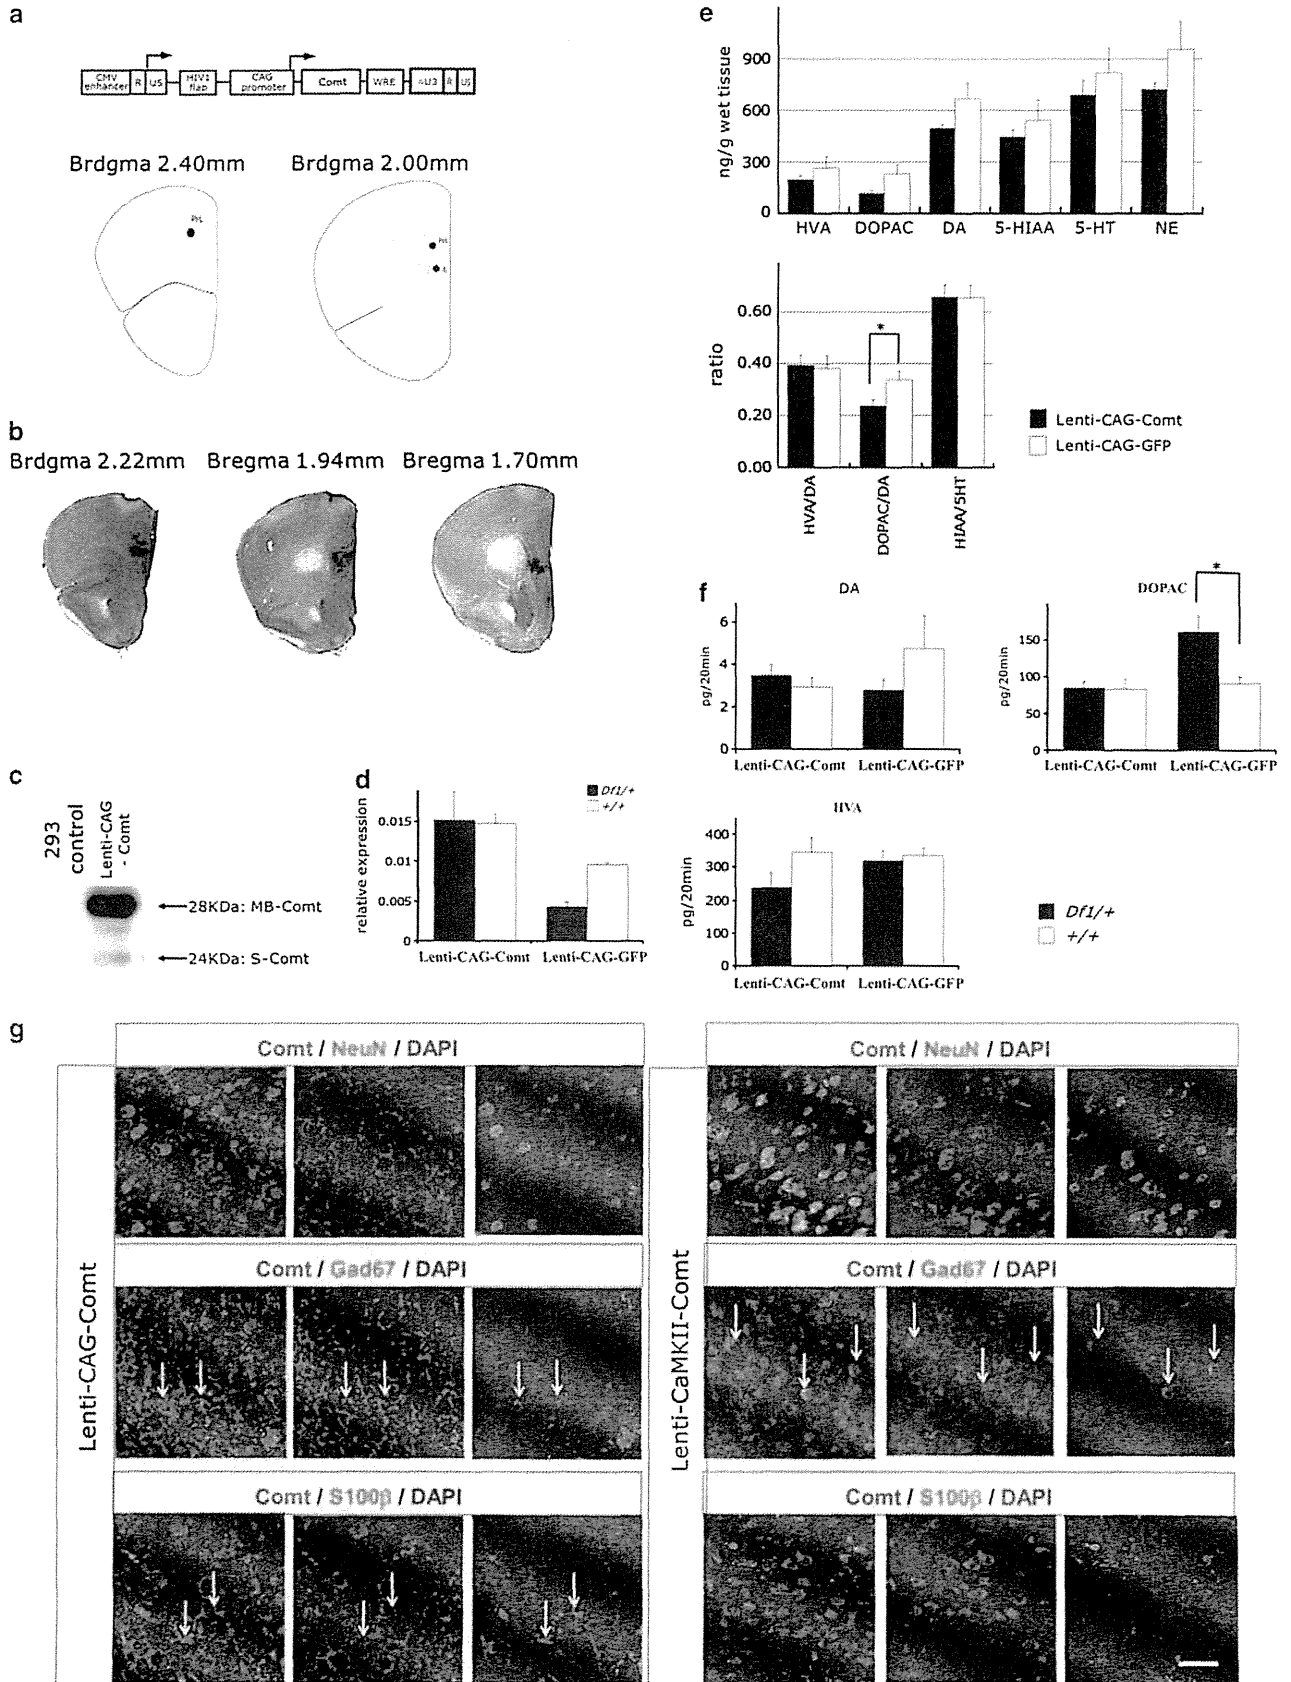 a
CMV enhancer
R
U5
HIV1 flap
CAG promoter
Comt
WRE
R
U5
Brdgma 2.40mm
Brdgma 2.00mm
PrL
b
Brdgma 2.22mm
Bregma 1.94mm
Bregma 1.70mm
c
293 control
Lenti-CAG - Comt
28KDa: MB-Comt
24KDa: S-Comt
d
relative expression
0.015
0.01
0.005
0
Df1/+
+/+
Lenti-CAG-Comt
Lenti-CAG-GFP
e
ng/g wet tissue
900
600
300
0
HVA
DOPAC
DA
5-HIAA
5-HT
NE
ratio
0.60
0.40
0.20
0.00
*
HVA/DA
DOPAC/DA
HIAA/5HT
Lenti-CAG-Comt
Lenti-CAG-GFP
f
DA
pg/20min
6
4
2
0
Lenti-CAG-Comt
Lenti-CAG-GFP
DOPAC
*
pg/20min
150
100
50
0
Lenti-CAG-Comt
Lenti-CAG-GFP
HVA
pg/20min
400
300
200
100
0
Lenti-CAG-Comt
Lenti-CAG-GFP
Df1/+
+/+
g
Lenti-CAG-Comt
Comt / NeuN / DAPI
Comt / Gad67 / DAPI
Comt / S100β / DAPI
Lenti-CaMKII-Comt
Comt / NeuN / DAPI
Comt / Gad67 / DAPI
Comt / S100β / DAPI